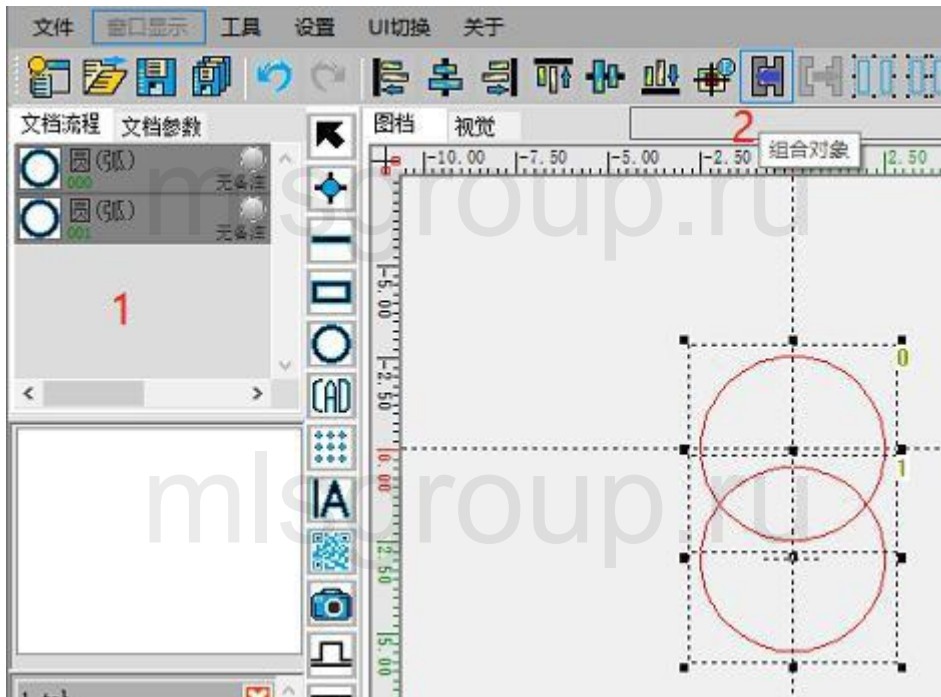 文件 窗口显示 工具 设置 UI切换 关于
文档流程 文档参数
图档 视觉
2
组合对象
-10.00 -7.50 -5.00 -2.50 2.50
圆(弧)
000
无备注
圆(弧)
001
无备注
1
-5.00
-2.50
0.00
2.50
5.00
CAD
A
0
1
mlsgroup.ru
mlsgroup.ru